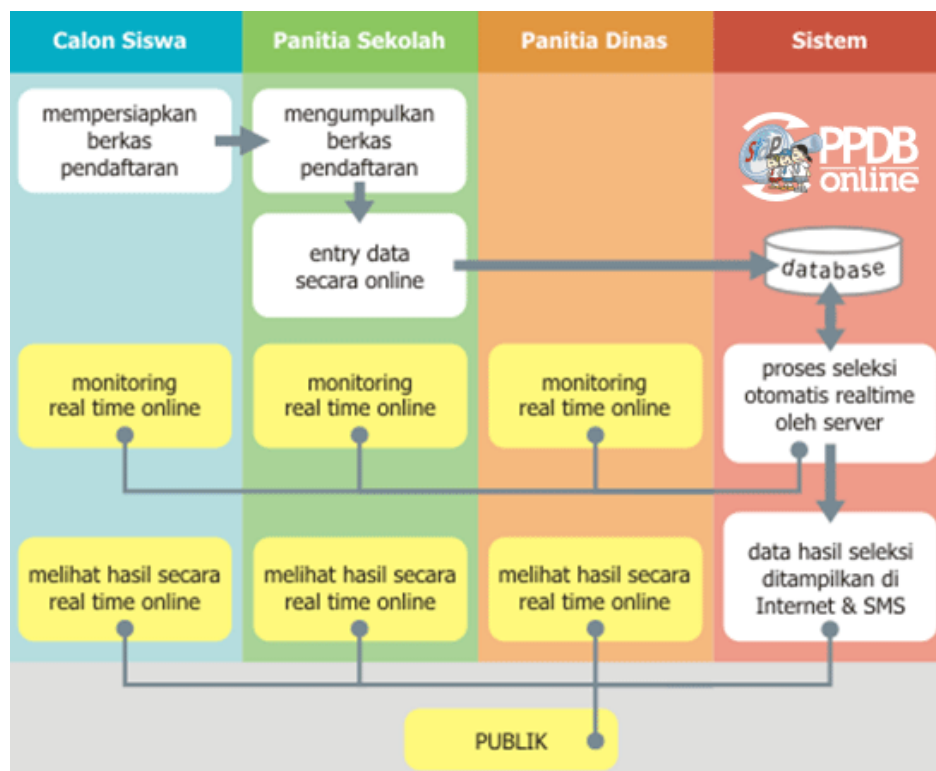 Calon Siswa
Panitia Sekolah
Panitia Dinas
Sistem
mempersiapkan
berkas
pendaftaran
mengumpulkan
berkas
pendaftaran
siap
PPDB
online
entry data
secara online
database
monitoring
real time online
monitoring
real time online
monitoring
real time online
proses seleksi
otomatis realtime
oleh server
melihat hasil secara
real time online
melihat hasil secara
real time online
melihat hasil secara
real time online
data hasil seleksi
ditampilkan di
Internet & SMS
PUBLIK